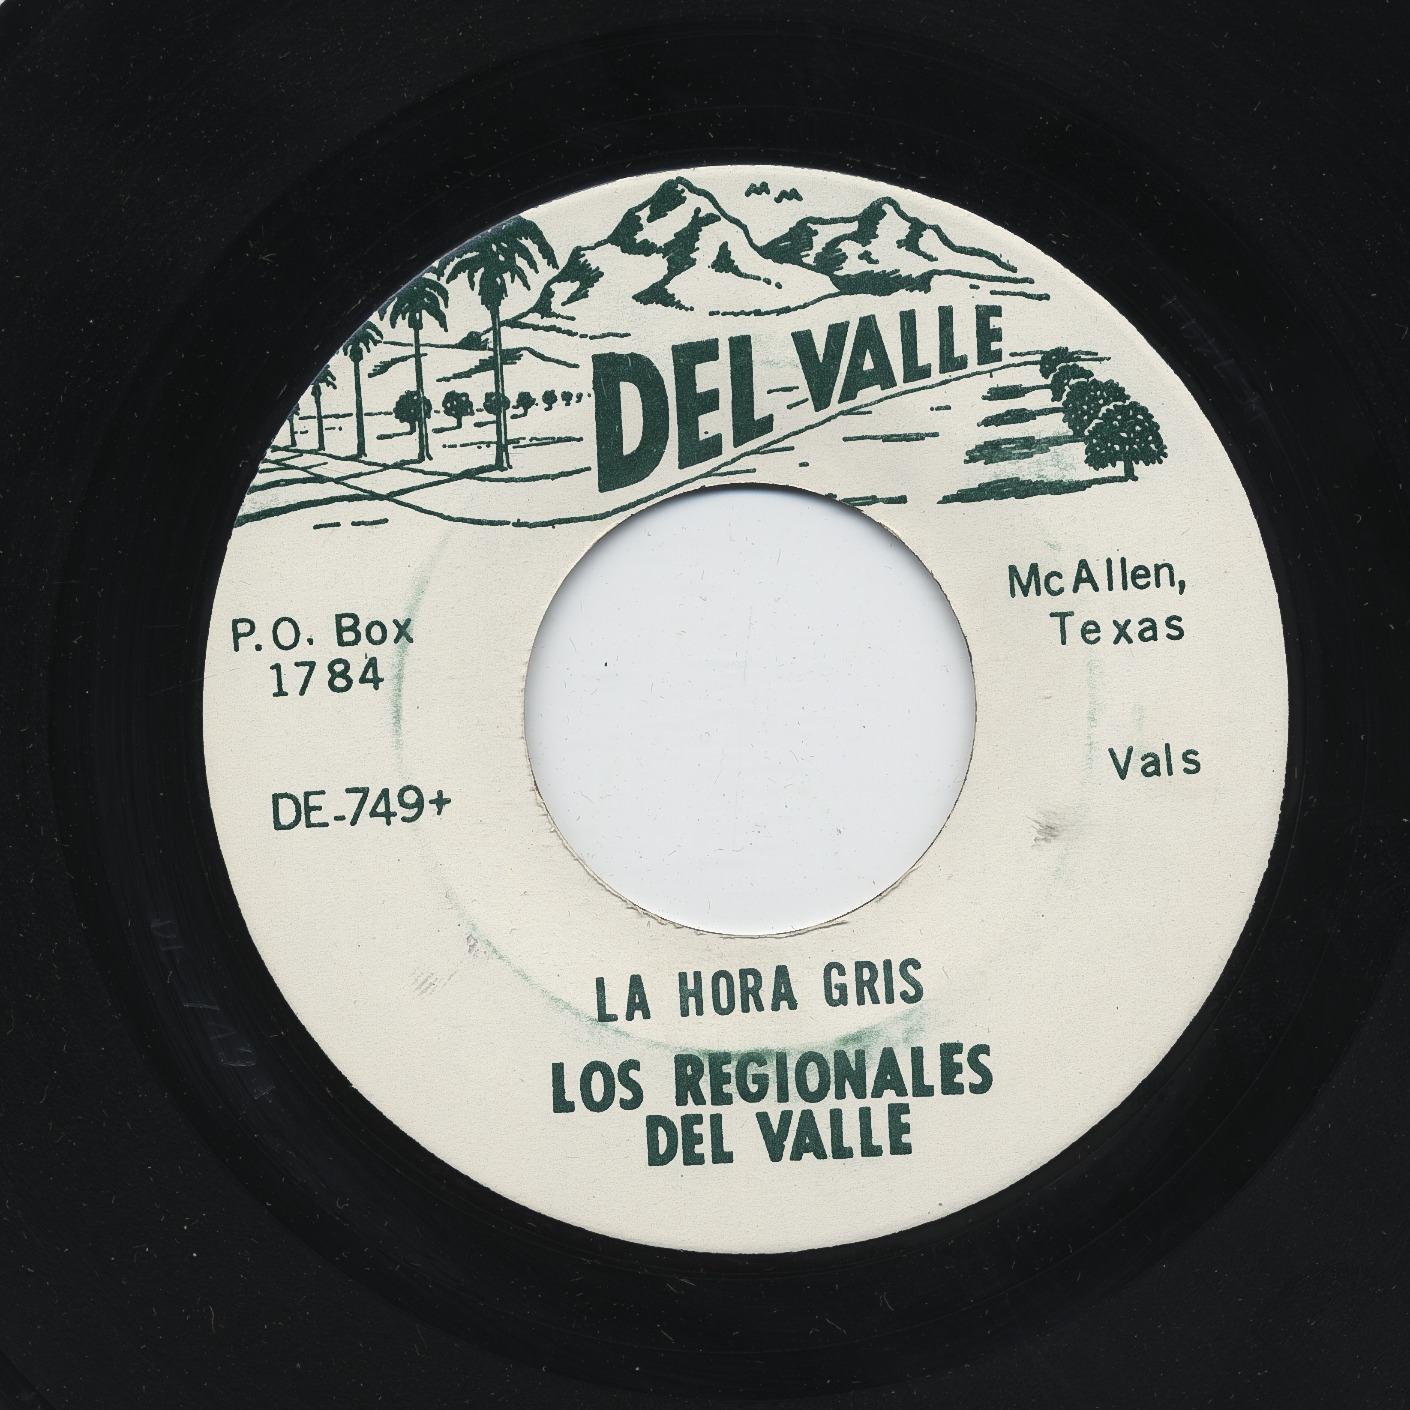 DEL VALLE
P.O. Box
1784
McAllen,
Texas
Vals
DE-749+
LA HORA GRIS
LOS REGIONALES
DEL VALLE